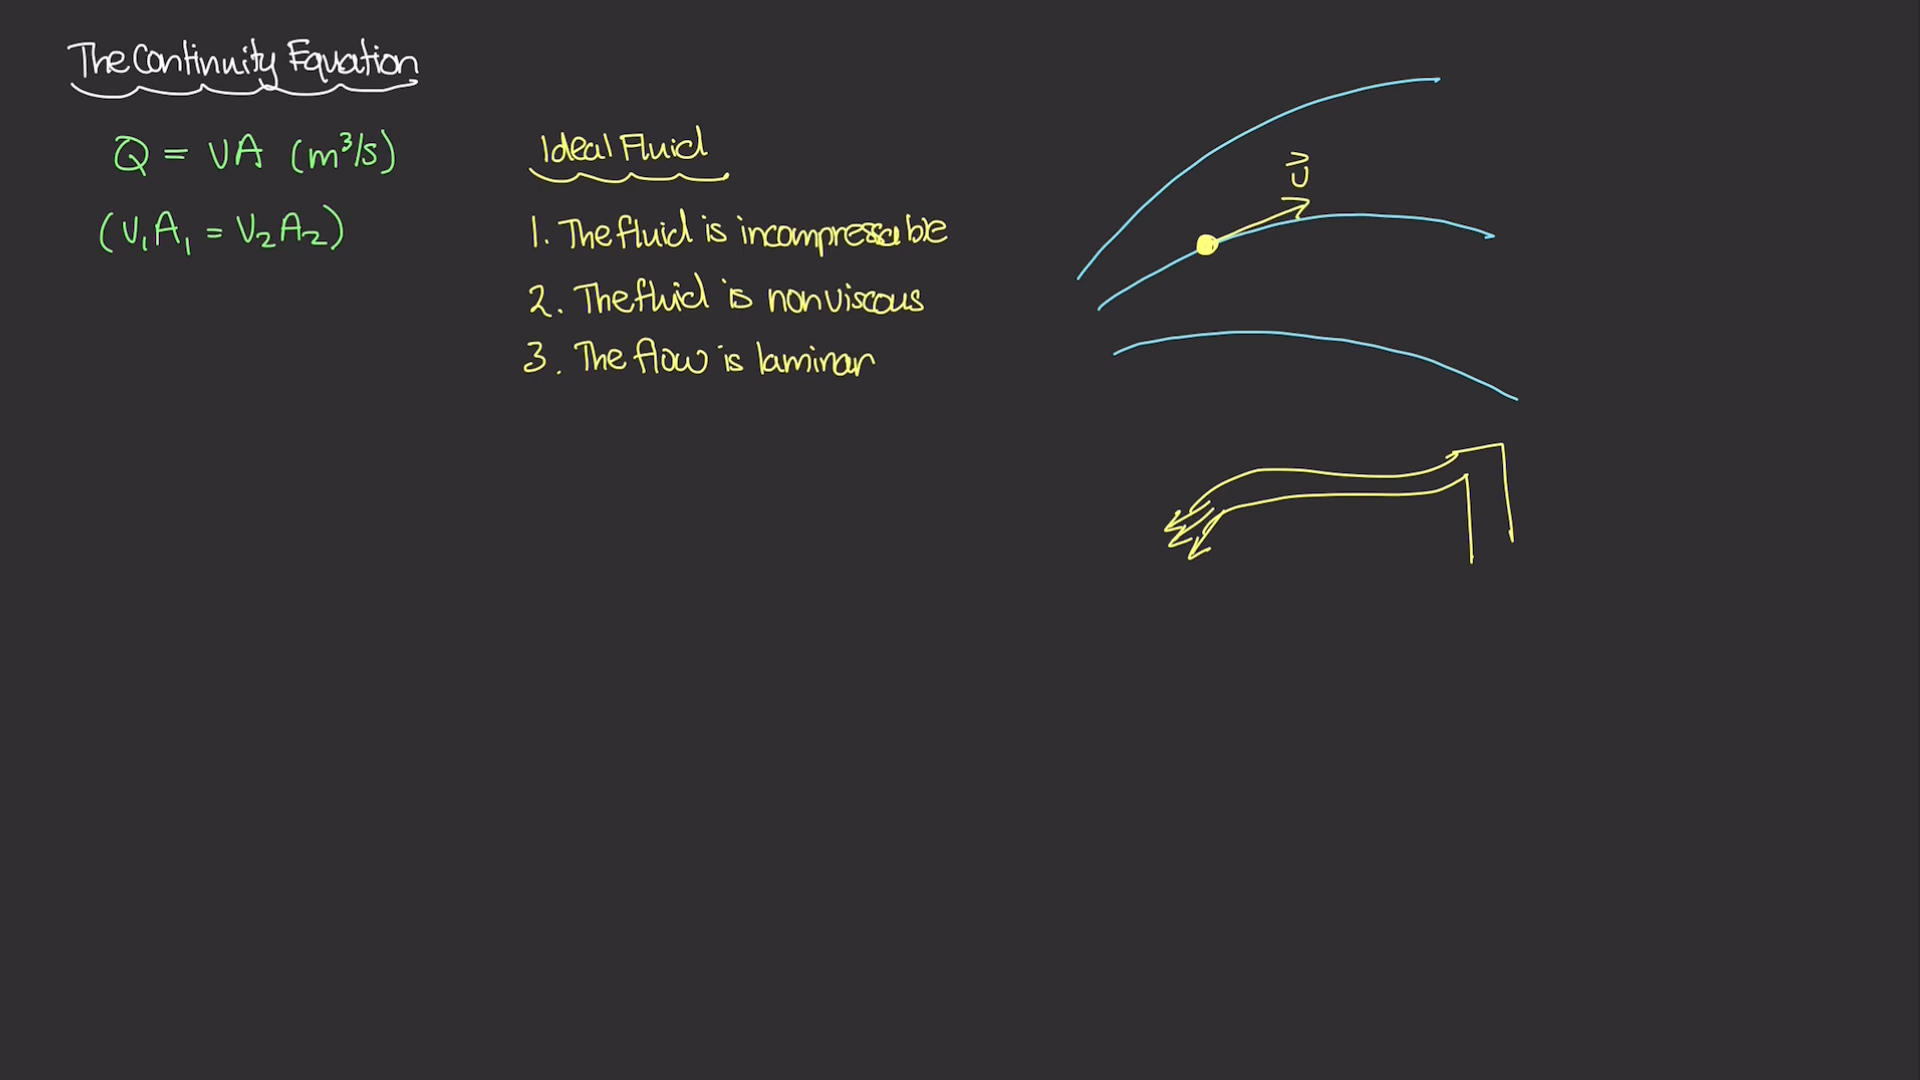 The Continuity Equation
Q = vA (m³/s)
(v₁A₁ = v₂A₂)
Ideal Fluid
1. The fluid is incompressable
2. The fluid is nonviscous
3. The flow is laminar
v⃗